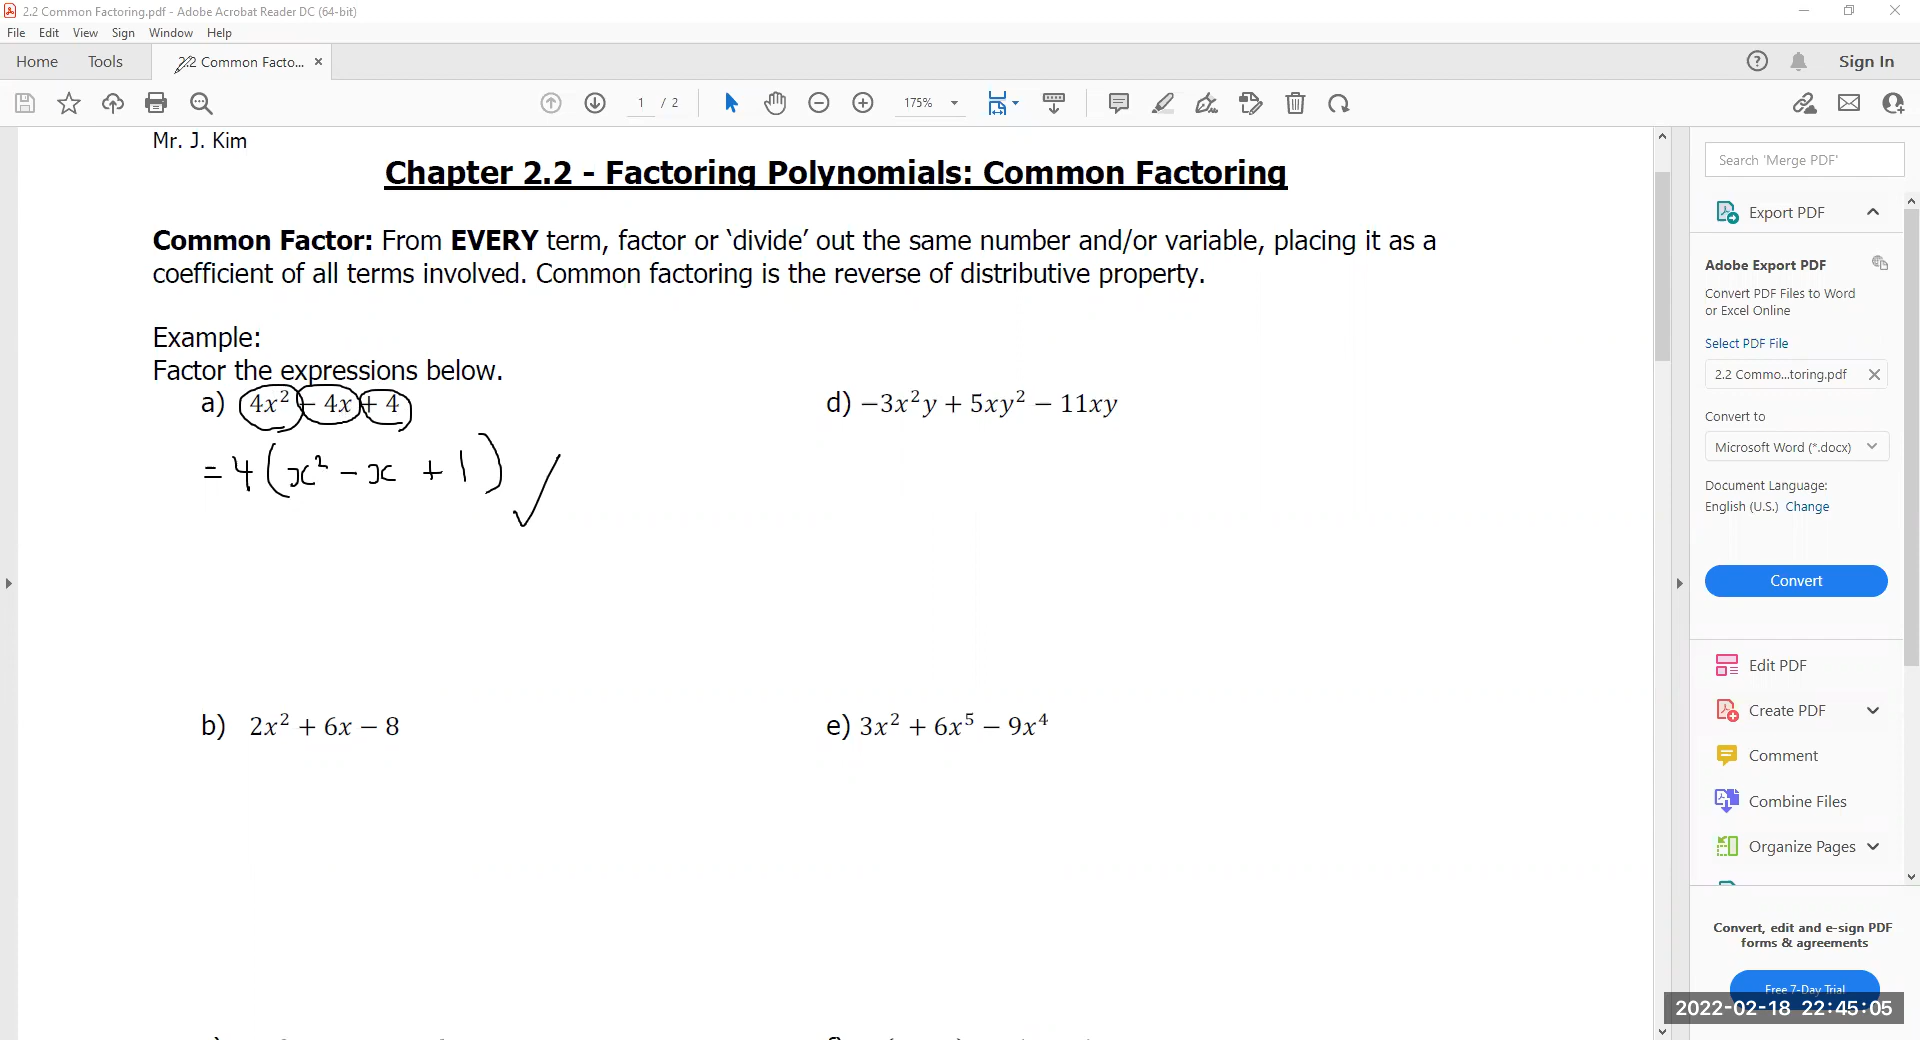 2.2 Common Factoring.pdf - Adobe Acrobat Reader DC (64-bit)
File Edit View Sign Window Help
Home Tools 2.2 Common Facto... × Sign In
1 / 2 175%
Mr. J. Kim
Chapter 2.2 - Factoring Polynomials: Common Factoring
Common Factor: From EVERY term, factor or ‘divide’ out the same number and/or variable, placing it as a
coefficient of all terms involved. Common factoring is the reverse of distributive property.
Example:
Factor the expressions below.
a) 4x² − 4x + 4
= 4(x² − x + 1) ✓
b) 2x² + 6x − 8
d) −3x²y + 5xy² − 11xy
e) 3x² + 6x⁵ − 9x⁴
Search 'Merge PDF'
Export PDF
Adobe Export PDF
Convert PDF Files to Word
or Excel Online
Select PDF File
2.2 Commo...toring.pdf
Convert to
Microsoft Word (*.docx)
Document Language:
English (U.S.) Change
Convert
Edit PDF
Create PDF
Comment
Combine Files
Organize Pages
Convert, edit and e-sign PDF
forms & agreements
Free 7-Day Trial
2022-02-18 22:45:05